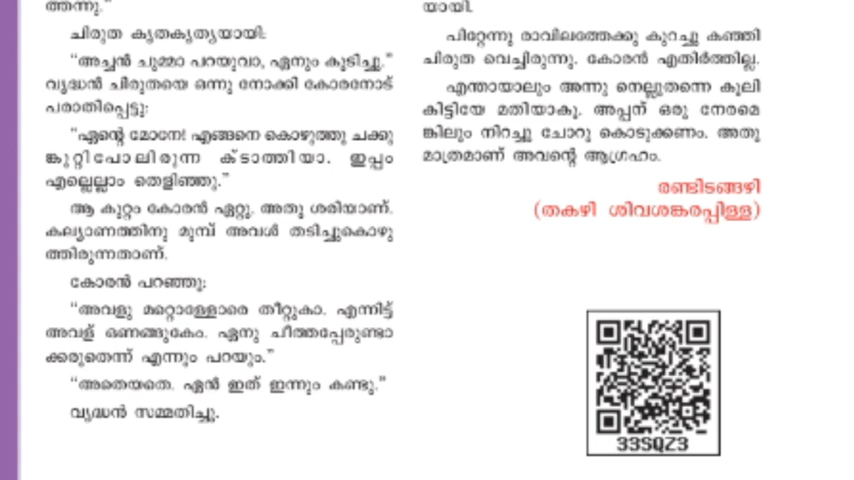 ത്തന്നു.”
ചിരുത കൃതകൃത്യയായി:
“അച്ചൻ ചുമ്മാ പറയുവാ, ഏനും കുടിച്ചു.”
വൃദ്ധൻ ചിരുതയെ ഒന്നു നോക്കി കോരനോട്
പരാതിപ്പെട്ടു:
“ഏന്റെ മോനേ! എങ്ങനെ കൊഴുത്തു ചക്കു
ങ്കുറ്റിപോലിരുന്ന ക്ടാത്തിയാ. ഇപ്പം
എല്ലെല്ലാം തെളിഞ്ഞു.”
ആ കുറ്റം കോരൻ ഏറ്റു. അതു ശരിയാണ്.
കല്യാണത്തിനു മുമ്പ് അവൾ തടിച്ചുകൊഴു
ത്തിരുന്നതാണ്.
കോരൻ പറഞ്ഞു:
“അവളു മറ്റൊള്ളോരെ തീറ്റുകാ. എന്നിട്ട്
അവള് ഒണങ്ങുകേം. ഏനു ചീത്തപ്പേരുണ്ടാ
ക്കരുതെന്ന് എന്നും പറയും.”
“അതെയതെ. ഏൻ ഇത് ഇന്നും കണ്ടു.”
വൃദ്ധൻ സമ്മതിച്ചു.
യായി.
പിറ്റേന്നു രാവിലത്തേക്കു കുറച്ചു കഞ്ഞി
ചിരുത വെച്ചിരുന്നു. കോരൻ എതിർത്തില്ല.
എന്തായാലും അന്നു നെല്ലുതന്നെ കൂലി
കിട്ടിയേ മതിയാകൂ. അപ്പന് ഒരു നേരമെ
ങ്കിലും നിറച്ചു ചോറു കൊടുക്കണം. അതു
മാത്രമാണ് അവന്റെ ആഗ്രഹം.
രണ്ടിടങ്ങഴി
(തകഴി ശിവശങ്കരപ്പിള്ള)
33SQZ3